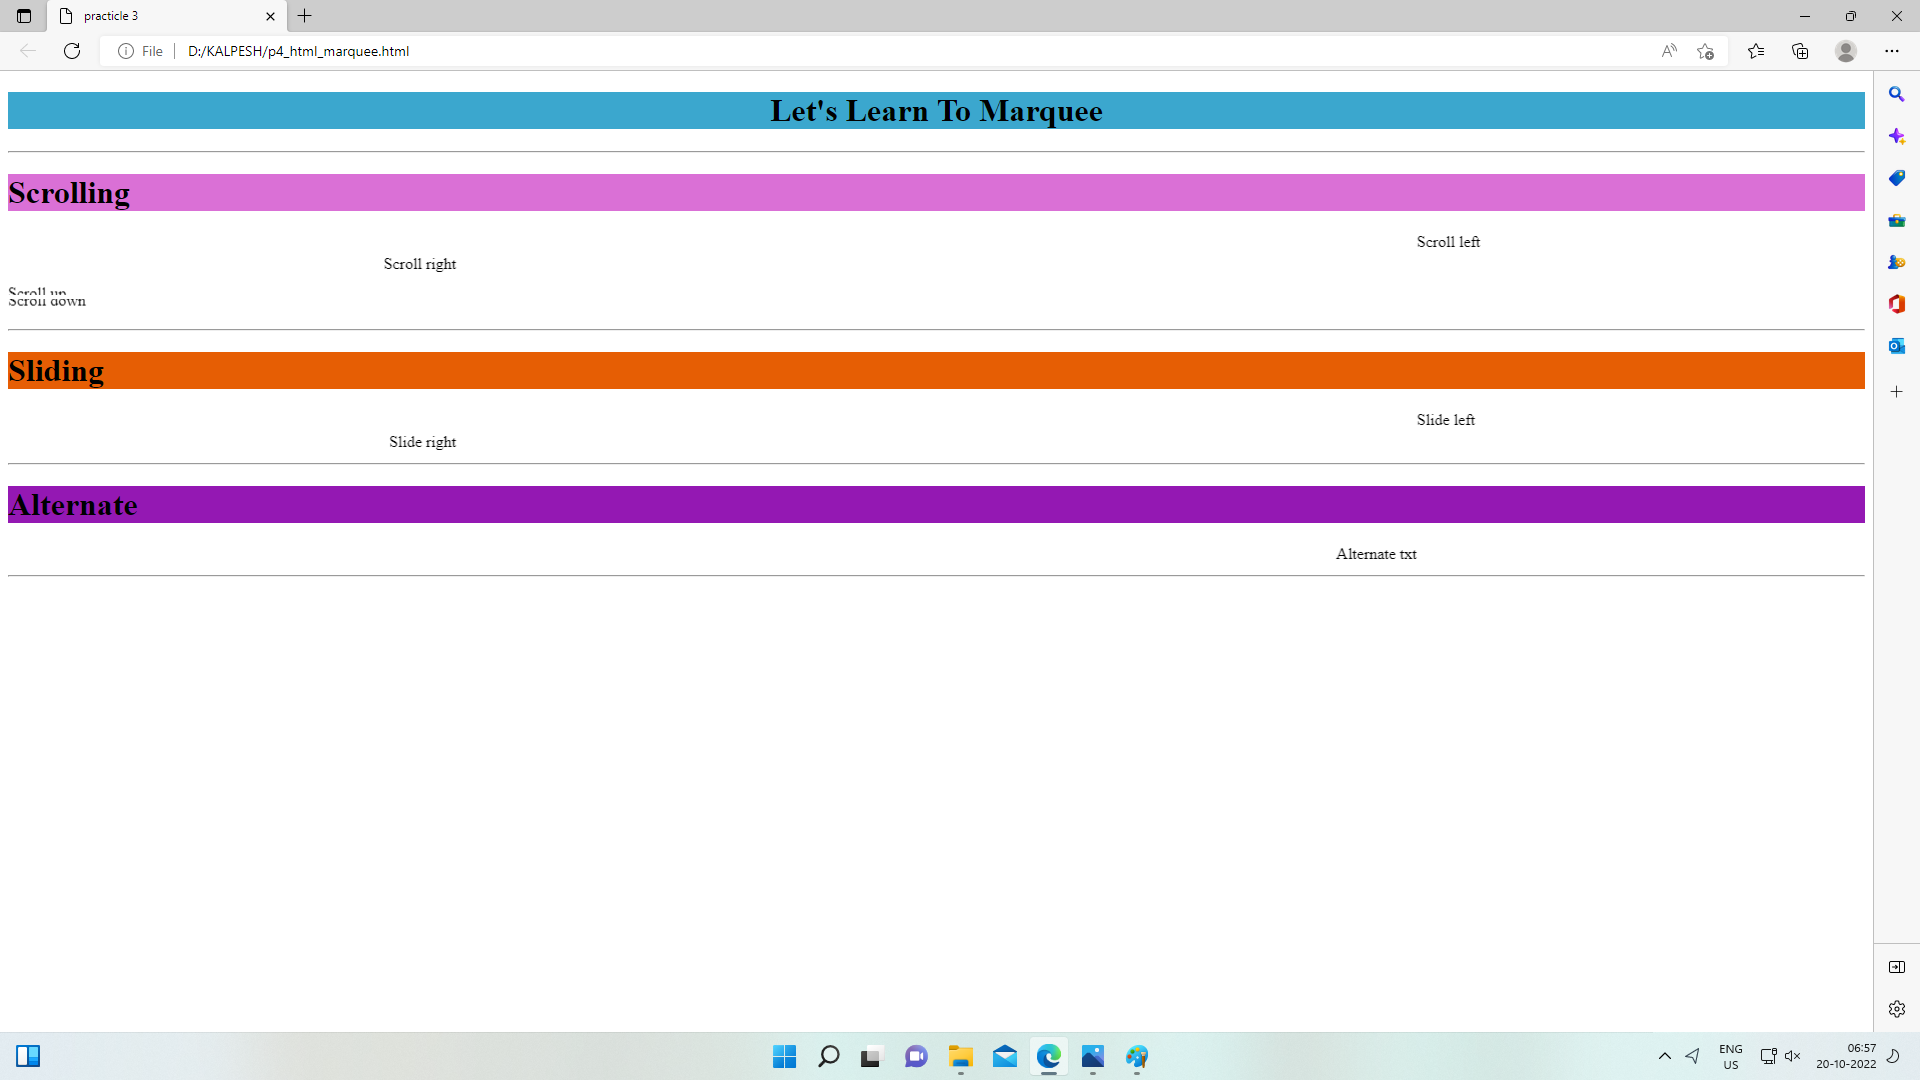 practicle 3
File D:/KALPESH/p4_html_marquee.html
Let's Learn To Marquee
Scrolling
Scroll left
Scroll right
Scroll up
Scroll down
Sliding
Slide left
Slide right
Alternate
Alternate txt
ENG
US
06:57
20-10-2022